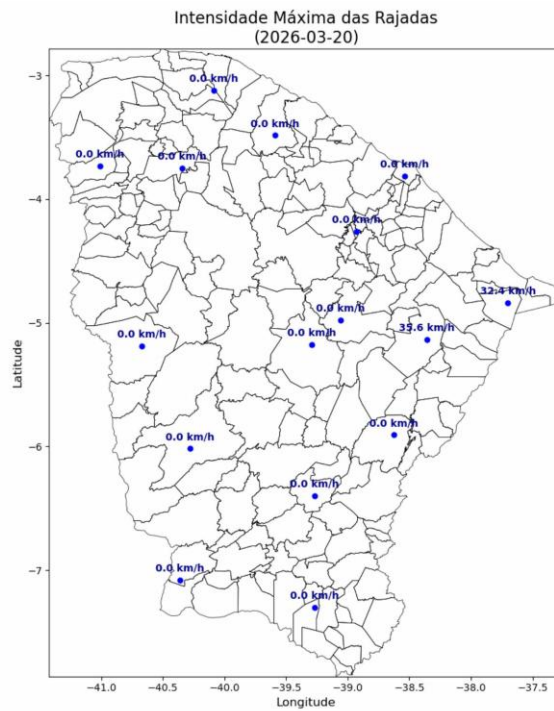 Intensidade Máxima das Rajadas
(2026-03-20)
−3
0.0 km/h
0.0 km/h
0.0 km/h
0.0 km/h
0.0 km/h
−4
0.0 km/h
32.4 km/h
0.0 km/h
−5
0.0 km/h
0.0 km/h
35.6 km/h
0.0 km/h
0.0 km/h
−6
0.0 km/h
−7
0.0 km/h
0.0 km/h
Latitude
−41.0
−40.5
−40.0
−39.5
−39.0
−38.5
−38.0
−37.5
Longitude